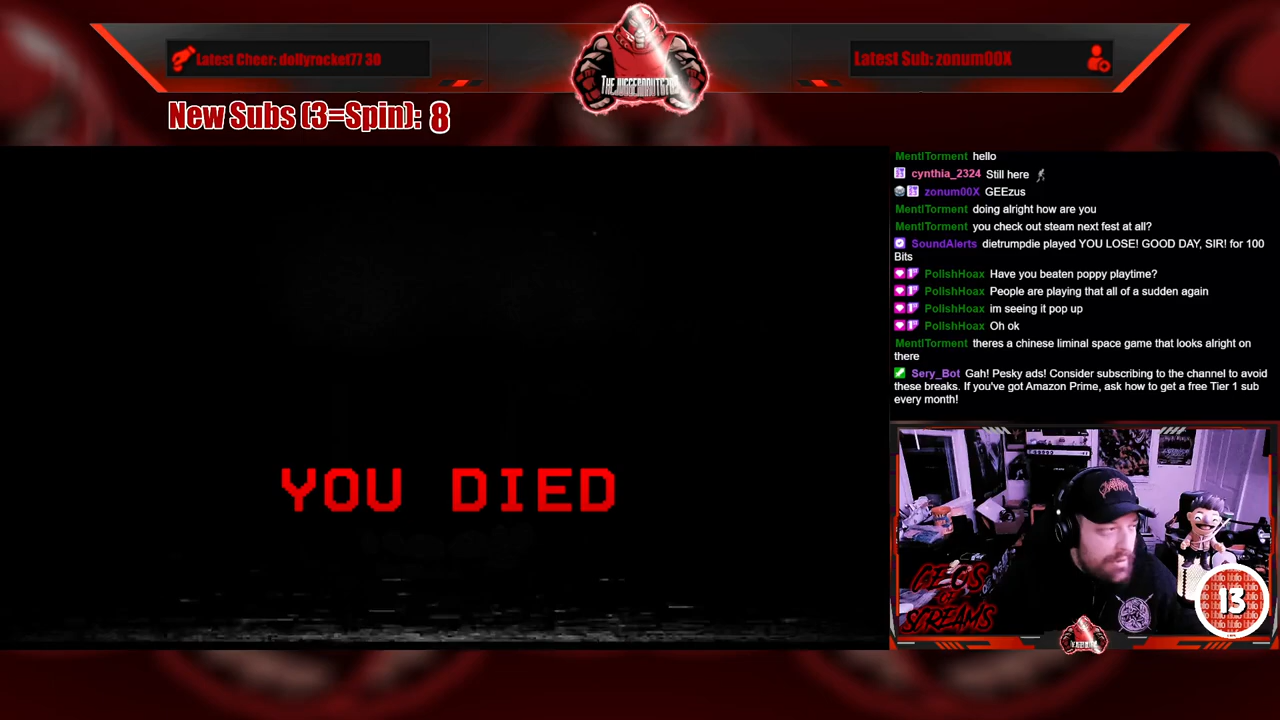 Latest Cheer: dollyrocket77 30
Latest Sub: zonum00X
New Subs (3=Spin): 8
MentlTorment hello
cynthia_2324 Still here
zonum00X GEEzus
MentlTorment doing alright how are you
MentlTorment you check out steam next fest at all?
SoundAlerts dietrumpdie played YOU LOSE! GOOD DAY, SIR! for 100
Bits
PolishHoax Have you beaten poppy playtime?
PolishHoax People are playing that all of a sudden again
PolishHoax im seeing it pop up
PolishHoax Oh ok
MentlTorment theres a chinese liminal space game that looks alright on
there
Sery_Bot Gah! Pesky ads! Consider subscribing to the channel to avoid
these breaks. If you've got Amazon Prime, ask how to get a free Tier 1 sub
every month!
YOU DIED
SCREAMS
13